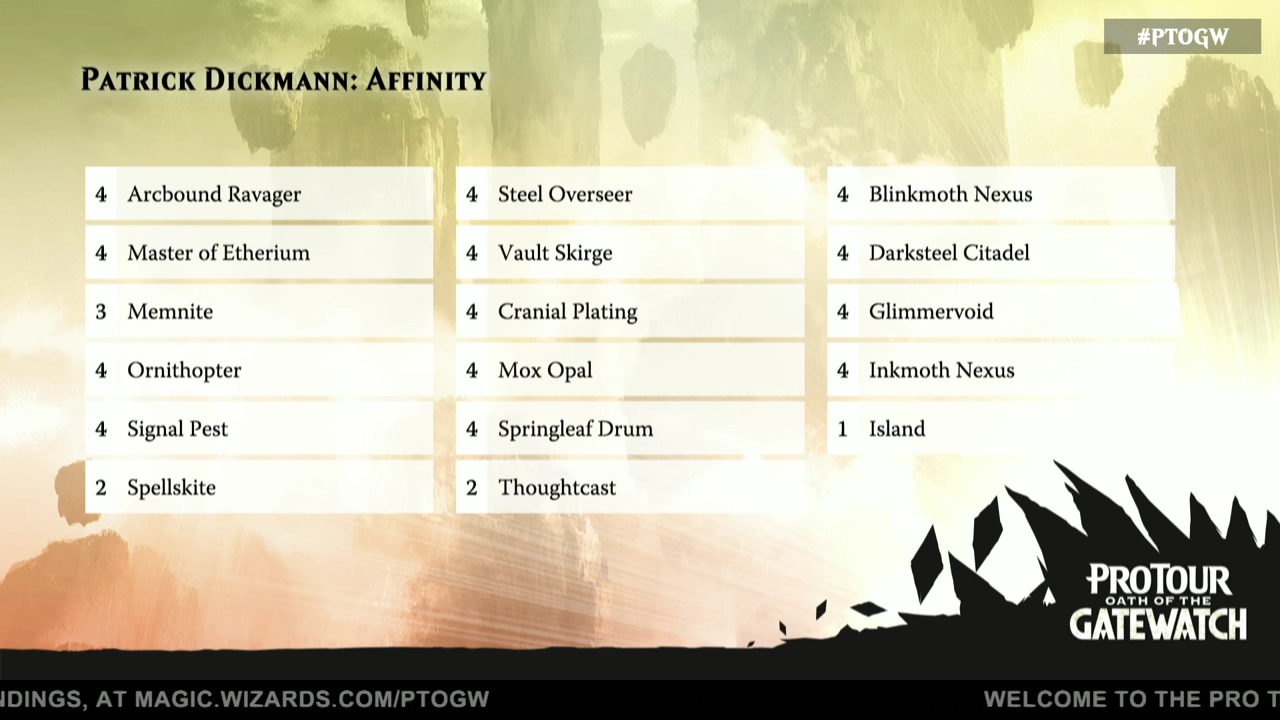 #PTOGW
Patrick Dickmann: Affinity
4 Arcbound Ravager
4 Master of Etherium
3 Memnite
4 Ornithopter
4 Signal Pest
2 Spellskite
4 Steel Overseer
4 Vault Skirge
4 Cranial Plating
4 Mox Opal
4 Springleaf Drum
2 Thoughtcast
4 Blinkmoth Nexus
4 Darksteel Citadel
4 Glimmervoid
4 Inkmoth Nexus
1 Island
PRO TOUR
OATH OF THE
GATEWATCH
NDINGS, AT MAGIC.WIZARDS.COM/PTOGW WELCOME TO THE PRO T